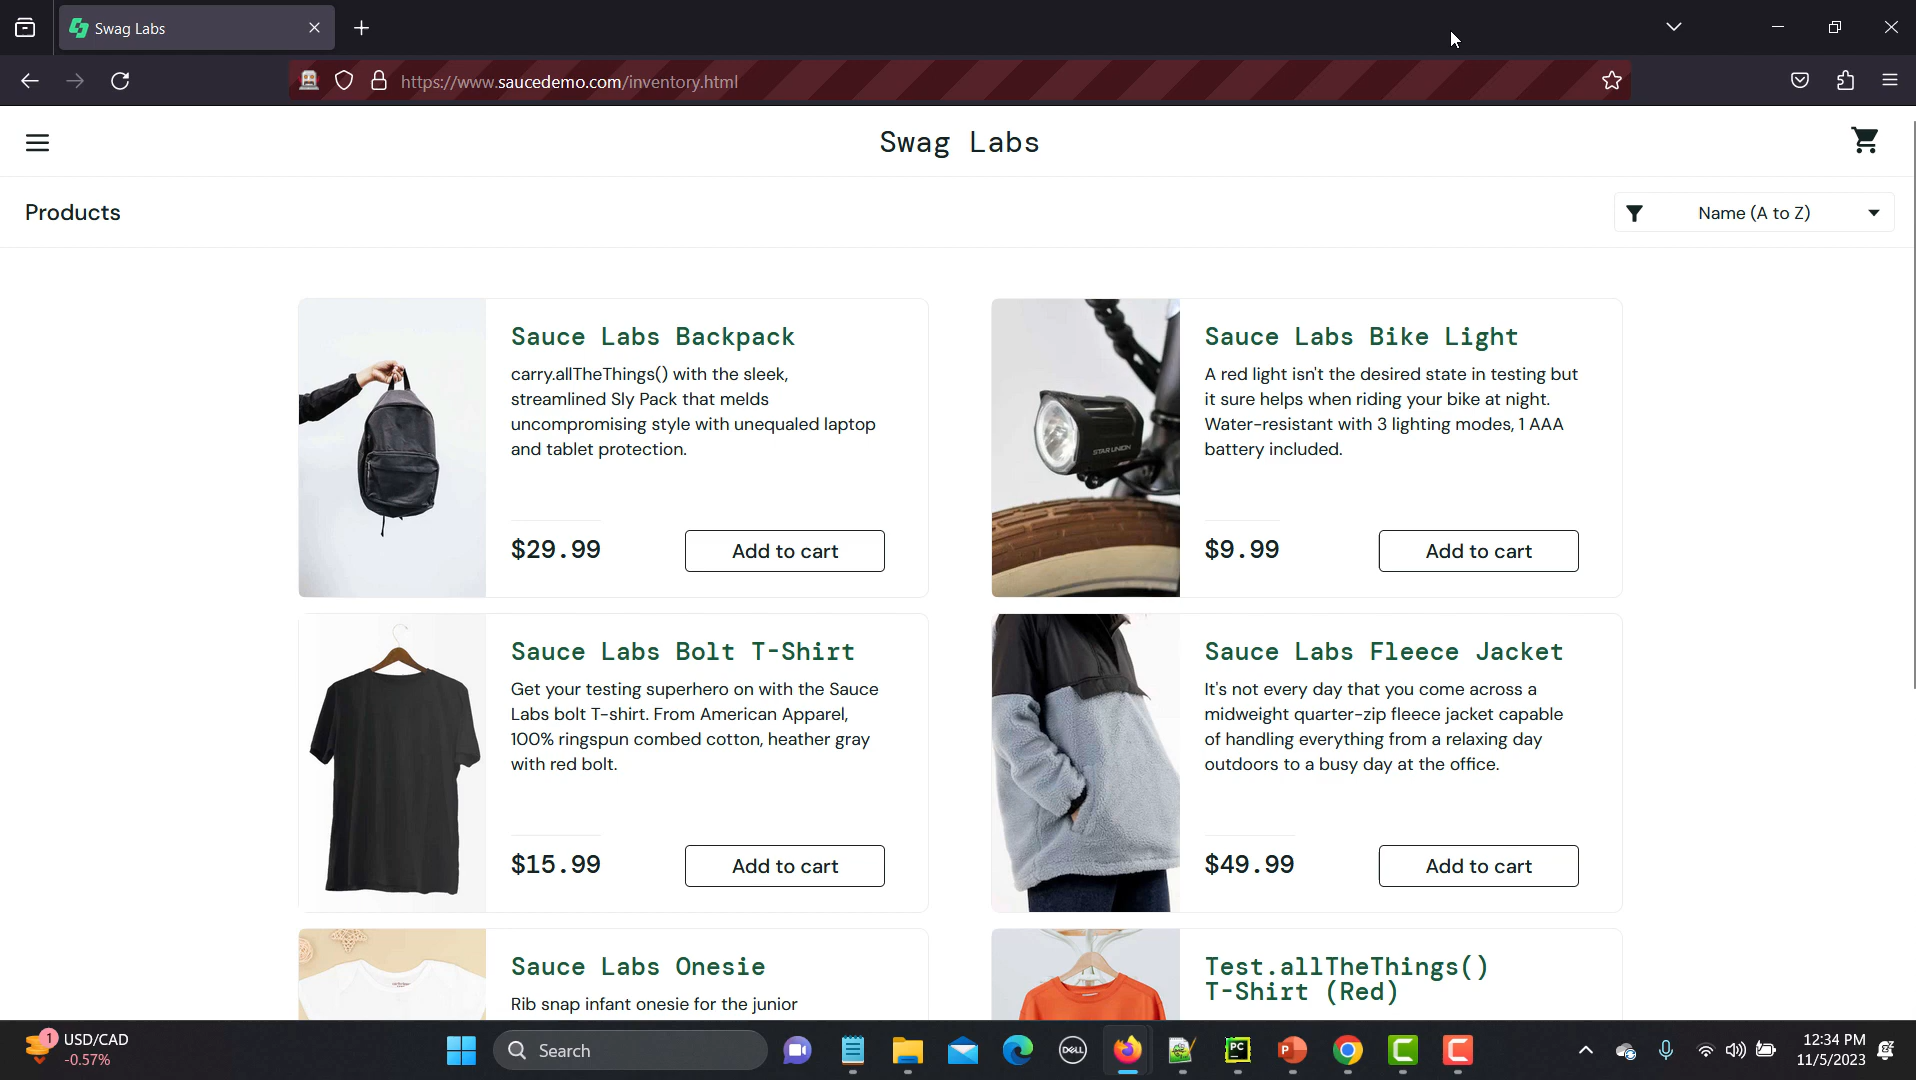 Swag Labs
https://www.saucedemo.com/inventory.html
Swag Labs
Products
Name (A to Z)
Sauce Labs Backpack
carry.allTheThings() with the sleek,
streamlined Sly Pack that melds
uncompromising style with unequaled laptop
and tablet protection.
$29.99
Add to cart
STAR UNION
Sauce Labs Bike Light
A red light isn't the desired state in testing but
it sure helps when riding your bike at night.
Water-resistant with 3 lighting modes, 1 AAA
battery included.
$9.99
Add to cart
Sauce Labs Bolt T-Shirt
Get your testing superhero on with the Sauce
Labs bolt T-shirt. From American Apparel,
100% ringspun combed cotton, heather gray
with red bolt.
$15.99
Add to cart
Sauce Labs Fleece Jacket
It's not every day that you come across a
midweight quarter-zip fleece jacket capable
of handling everything from a relaxing day
outdoors to a busy day at the office.
$49.99
Add to cart
Sauce Labs Onesie
Rib snap infant onesie for the junior
Test.allTheThings()
T-Shirt (Red)
1
USD/CAD
-0.57%
Search
DELL
PC
12:34 PM
11/5/2023